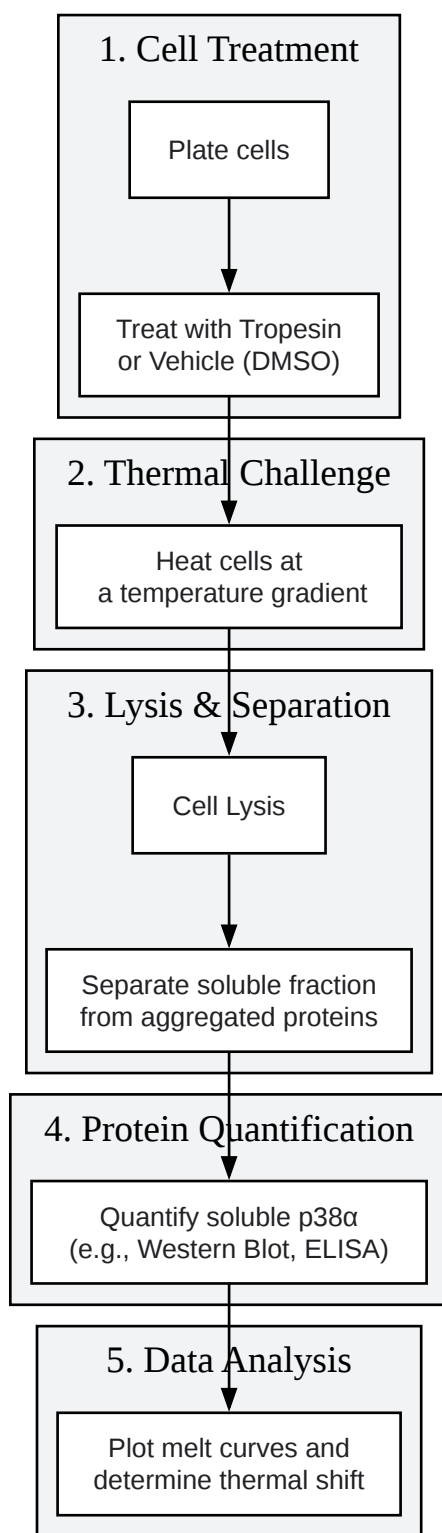 1. Cell Treatment
Plate cells
Treat with Tropesin
or Vehicle (DMSO)
2. Thermal Challenge
Heat cells at
a temperature gradient
3. Lysis & Separation
Cell Lysis
Separate soluble fraction
from aggregated proteins
4. Protein Quantification
Quantify soluble p38α
(e.g., Western Blot, ELISA)
5. Data Analysis
Plot melt curves and
determine thermal shift